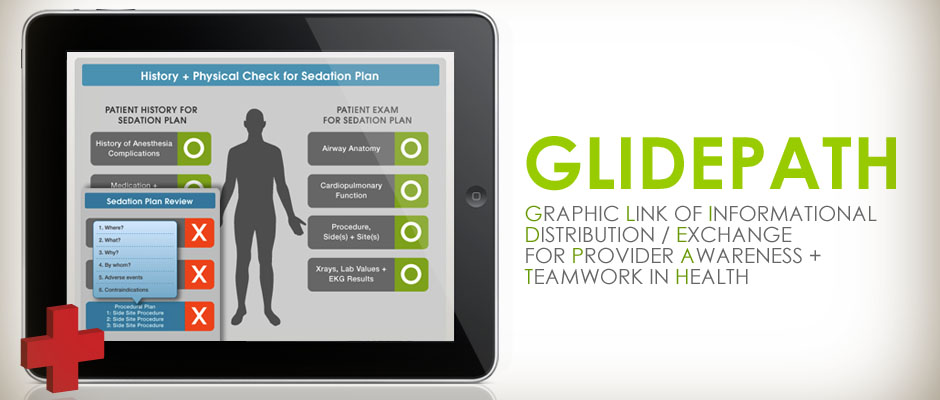 History + Physical Check for Sedation Plan
PATIENT HISTORY FOR
SEDATION PLAN
History of Anesthesia
Complications
Medication +
Sedation Plan Review
1. Where?
2. What?
3. Why?
4. By whom?
5. Adverse events
6. Contraindications
X
X
Procedural Plan
1: Side Site Procedure
2: Side Site Procedure
3: Side Site Procedure
X
PATIENT EXAM
FOR SEDATION PLAN
Airway Anatomy
Cardiopulmonary
Function
Procedure,
Side(s) + Site(s)
Xrays, Lab Values +
EKG Results
GLIDEPATH
GRAPHIC LINK OF INFORMATIONAL
DISTRIBUTION / EXCHANGE
FOR PROVIDER AWARENESS +
TEAMWORK IN HEALTH